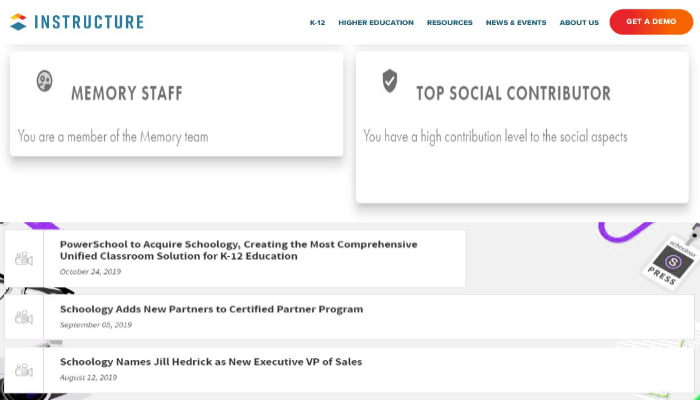 INSTRUCTURE
K-12 HIGHER EDUCATION RESOURCES NEWS & EVENTS ABOUT US GET A DEMO
MEMORY STAFF
You are a member of the Memory team
TOP SOCIAL CONTRIBUTOR
You have a high contribution level to the social aspects
PowerSchool to Acquire Schoology, Creating the Most Comprehensive
Unified Classroom Solution for K-12 Education
October 24, 2019
schoology
S
PRESS
Schoology Adds New Partners to Certified Partner Program
September 05, 2019
Schoology Names Jill Hedrick as New Executive VP of Sales
August 12, 2019